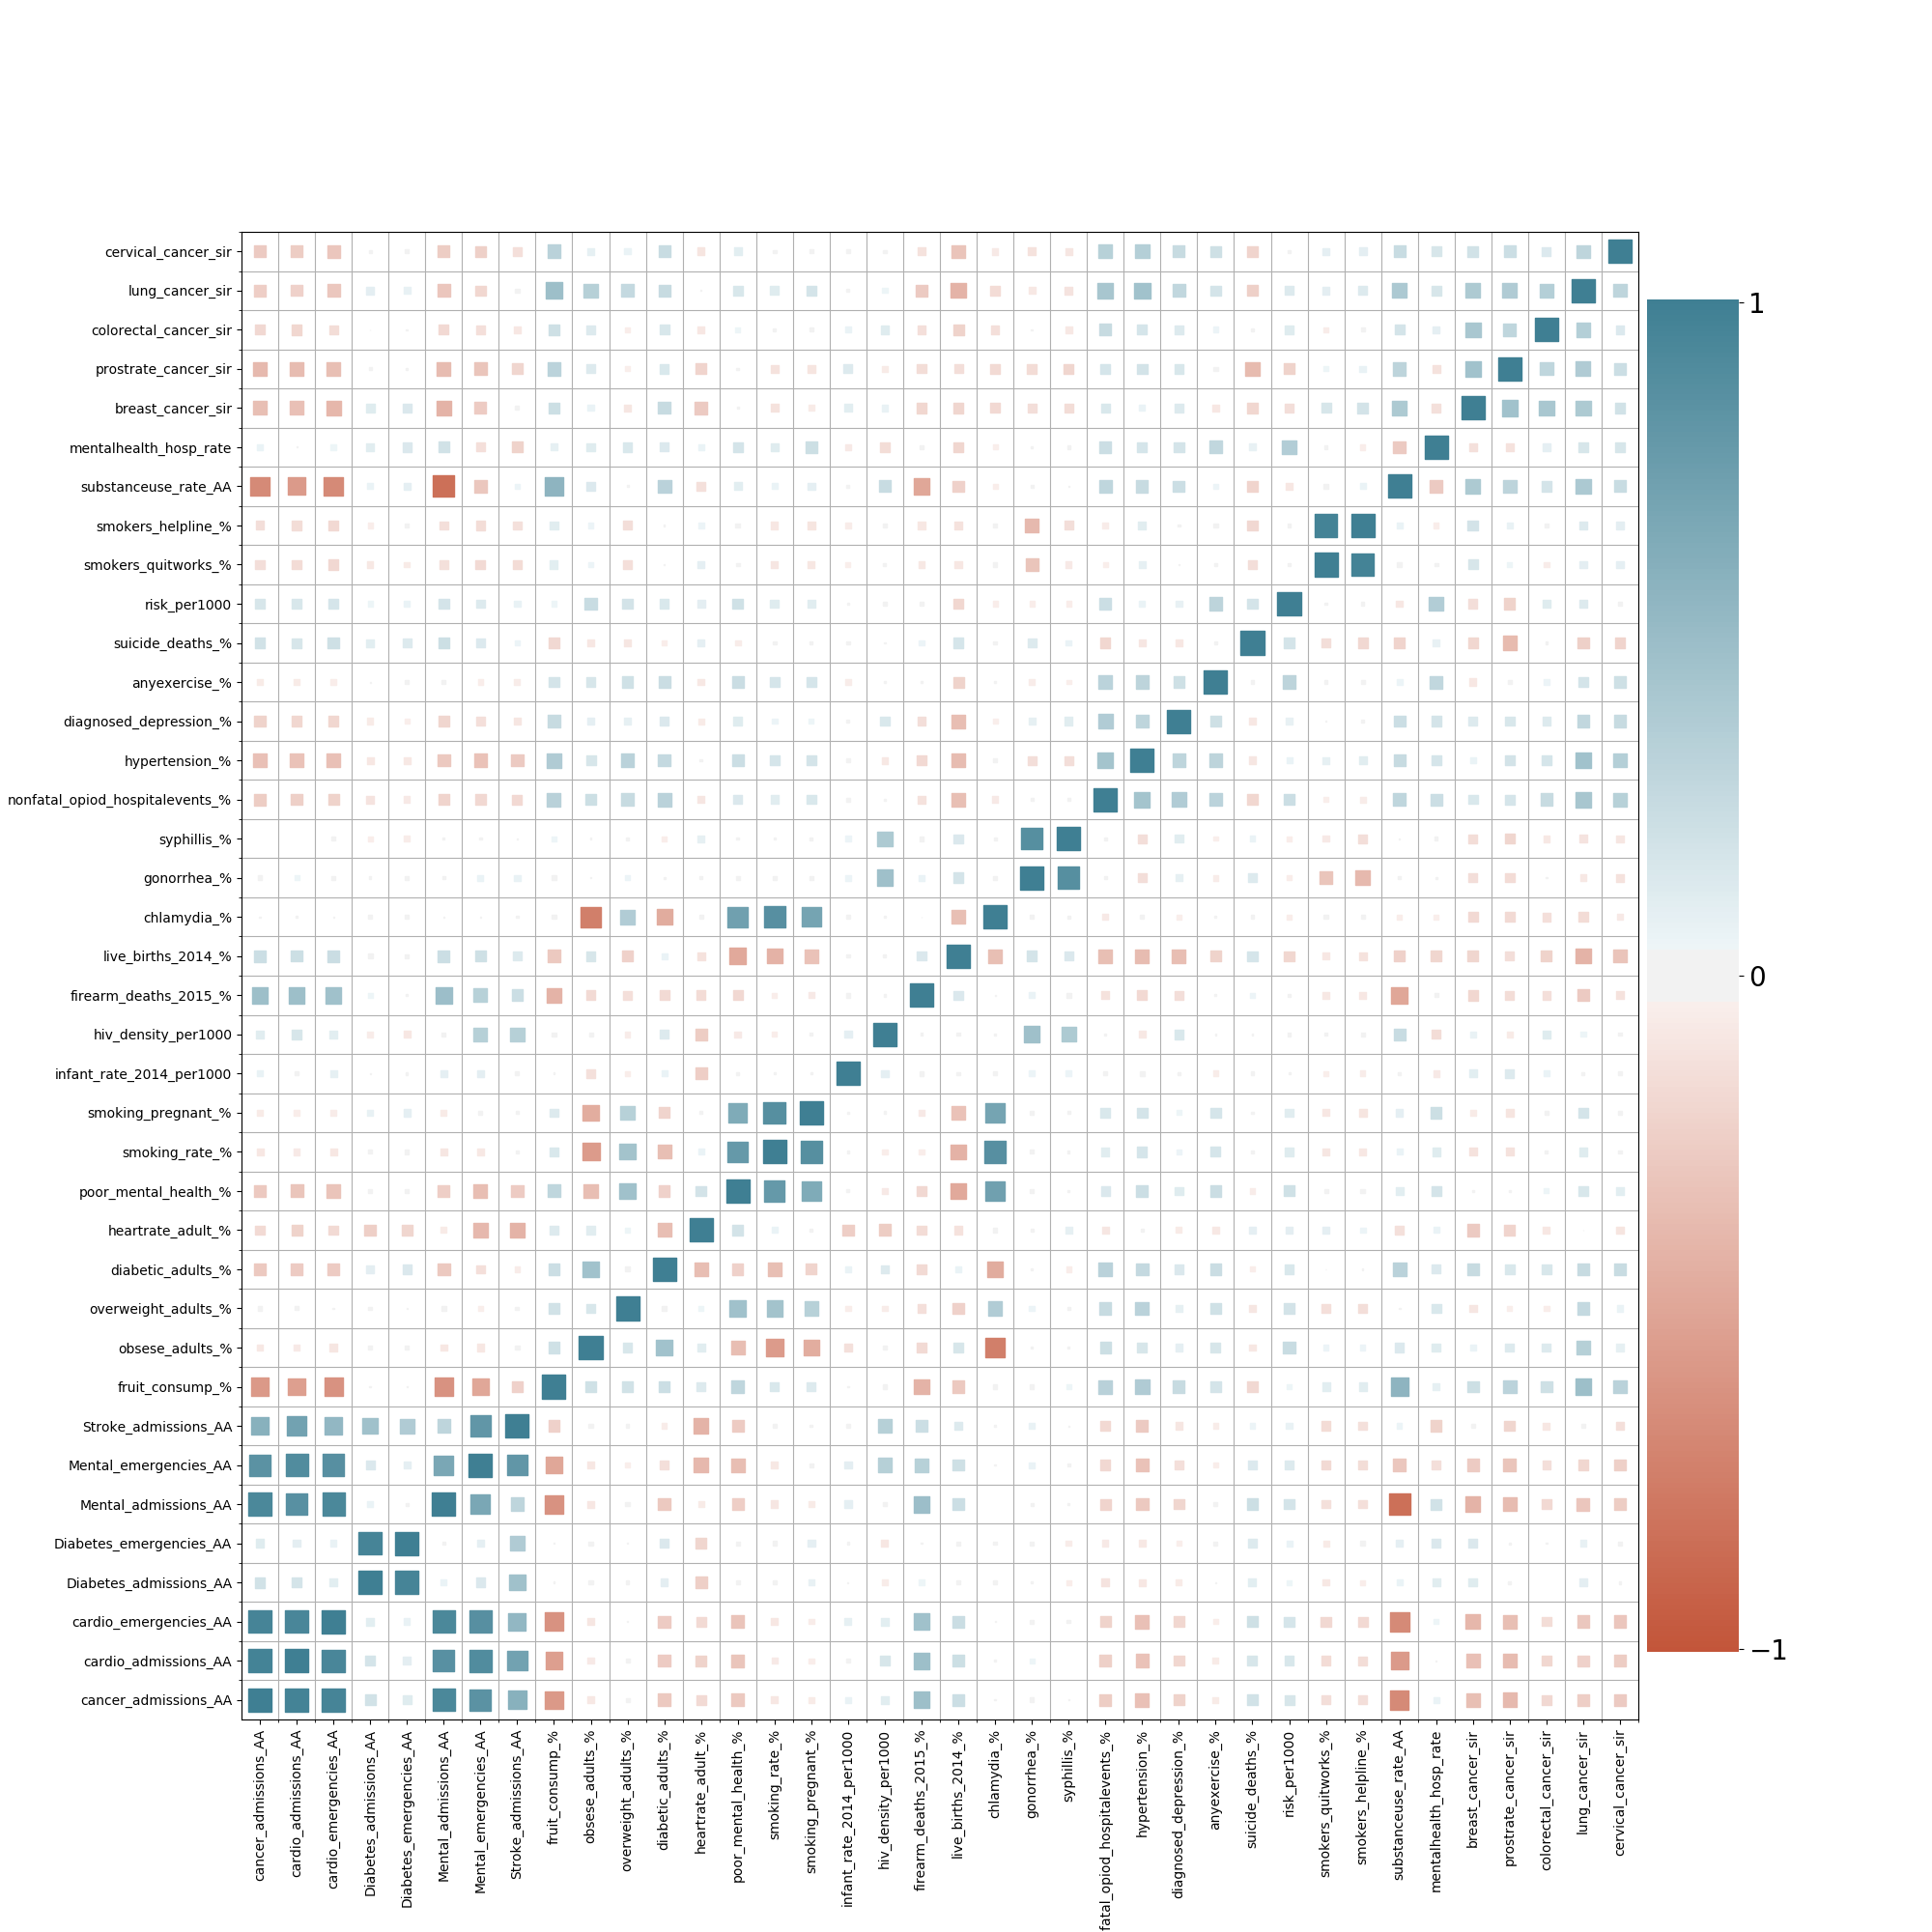 cervical_cancer_sir
lung_cancer_sir
colorectal_cancer_sir
prostrate_cancer_sir
breast_cancer_sir
mentalhealth_hosp_rate
substanceuse_rate_AA
smokers_helpline_%
smokers_quitworks_%
risk_per1000
suicide_deaths_%
anyexercise_%
diagnosed_depression_%
hypertension_%
nonfatal_opiod_hospitalevents_%
syphillis_%
gonorrhea_%
chlamydia_%
live_births_2014_%
firearm_deaths_2015_%
hiv_density_per1000
infant_rate_2014_per1000
smoking_pregnant_%
smoking_rate_%
poor_mental_health_%
heartrate_adult_%
diabetic_adults_%
overweight_adults_%
obsese_adults_%
fruit_consump_%
Stroke_admissions_AA
Mental_emergencies_AA
Mental_admissions_AA
Diabetes_emergencies_AA
Diabetes_admissions_AA
cardio_emergencies_AA
cardio_admissions_AA
cancer_admissions_AA
cancer_admissions_AA
cardio_admissions_AA
cardio_emergencies_AA
Diabetes_admissions_AA
Diabetes_emergencies_AA
Mental_admissions_AA
Mental_emergencies_AA
Stroke_admissions_AA
fruit_consump_%
obsese_adults_%
overweight_adults_%
diabetic_adults_%
heartrate_adult_%
poor_mental_health_%
smoking_rate_%
smoking_pregnant_%
infant_rate_2014_per1000
hiv_density_per1000
firearm_deaths_2015_%
live_births_2014_%
chlamydia_%
gonorrhea_%
syphillis_%
fatal_opiod_hospitalevents_%
hypertension_%
diagnosed_depression_%
anyexercise_%
suicide_deaths_%
risk_per1000
smokers_quitworks_%
smokers_helpline_%
substanceuse_rate_AA
mentalhealth_hosp_rate
breast_cancer_sir
prostrate_cancer_sir
colorectal_cancer_sir
lung_cancer_sir
cervical_cancer_sir
1
0
−1